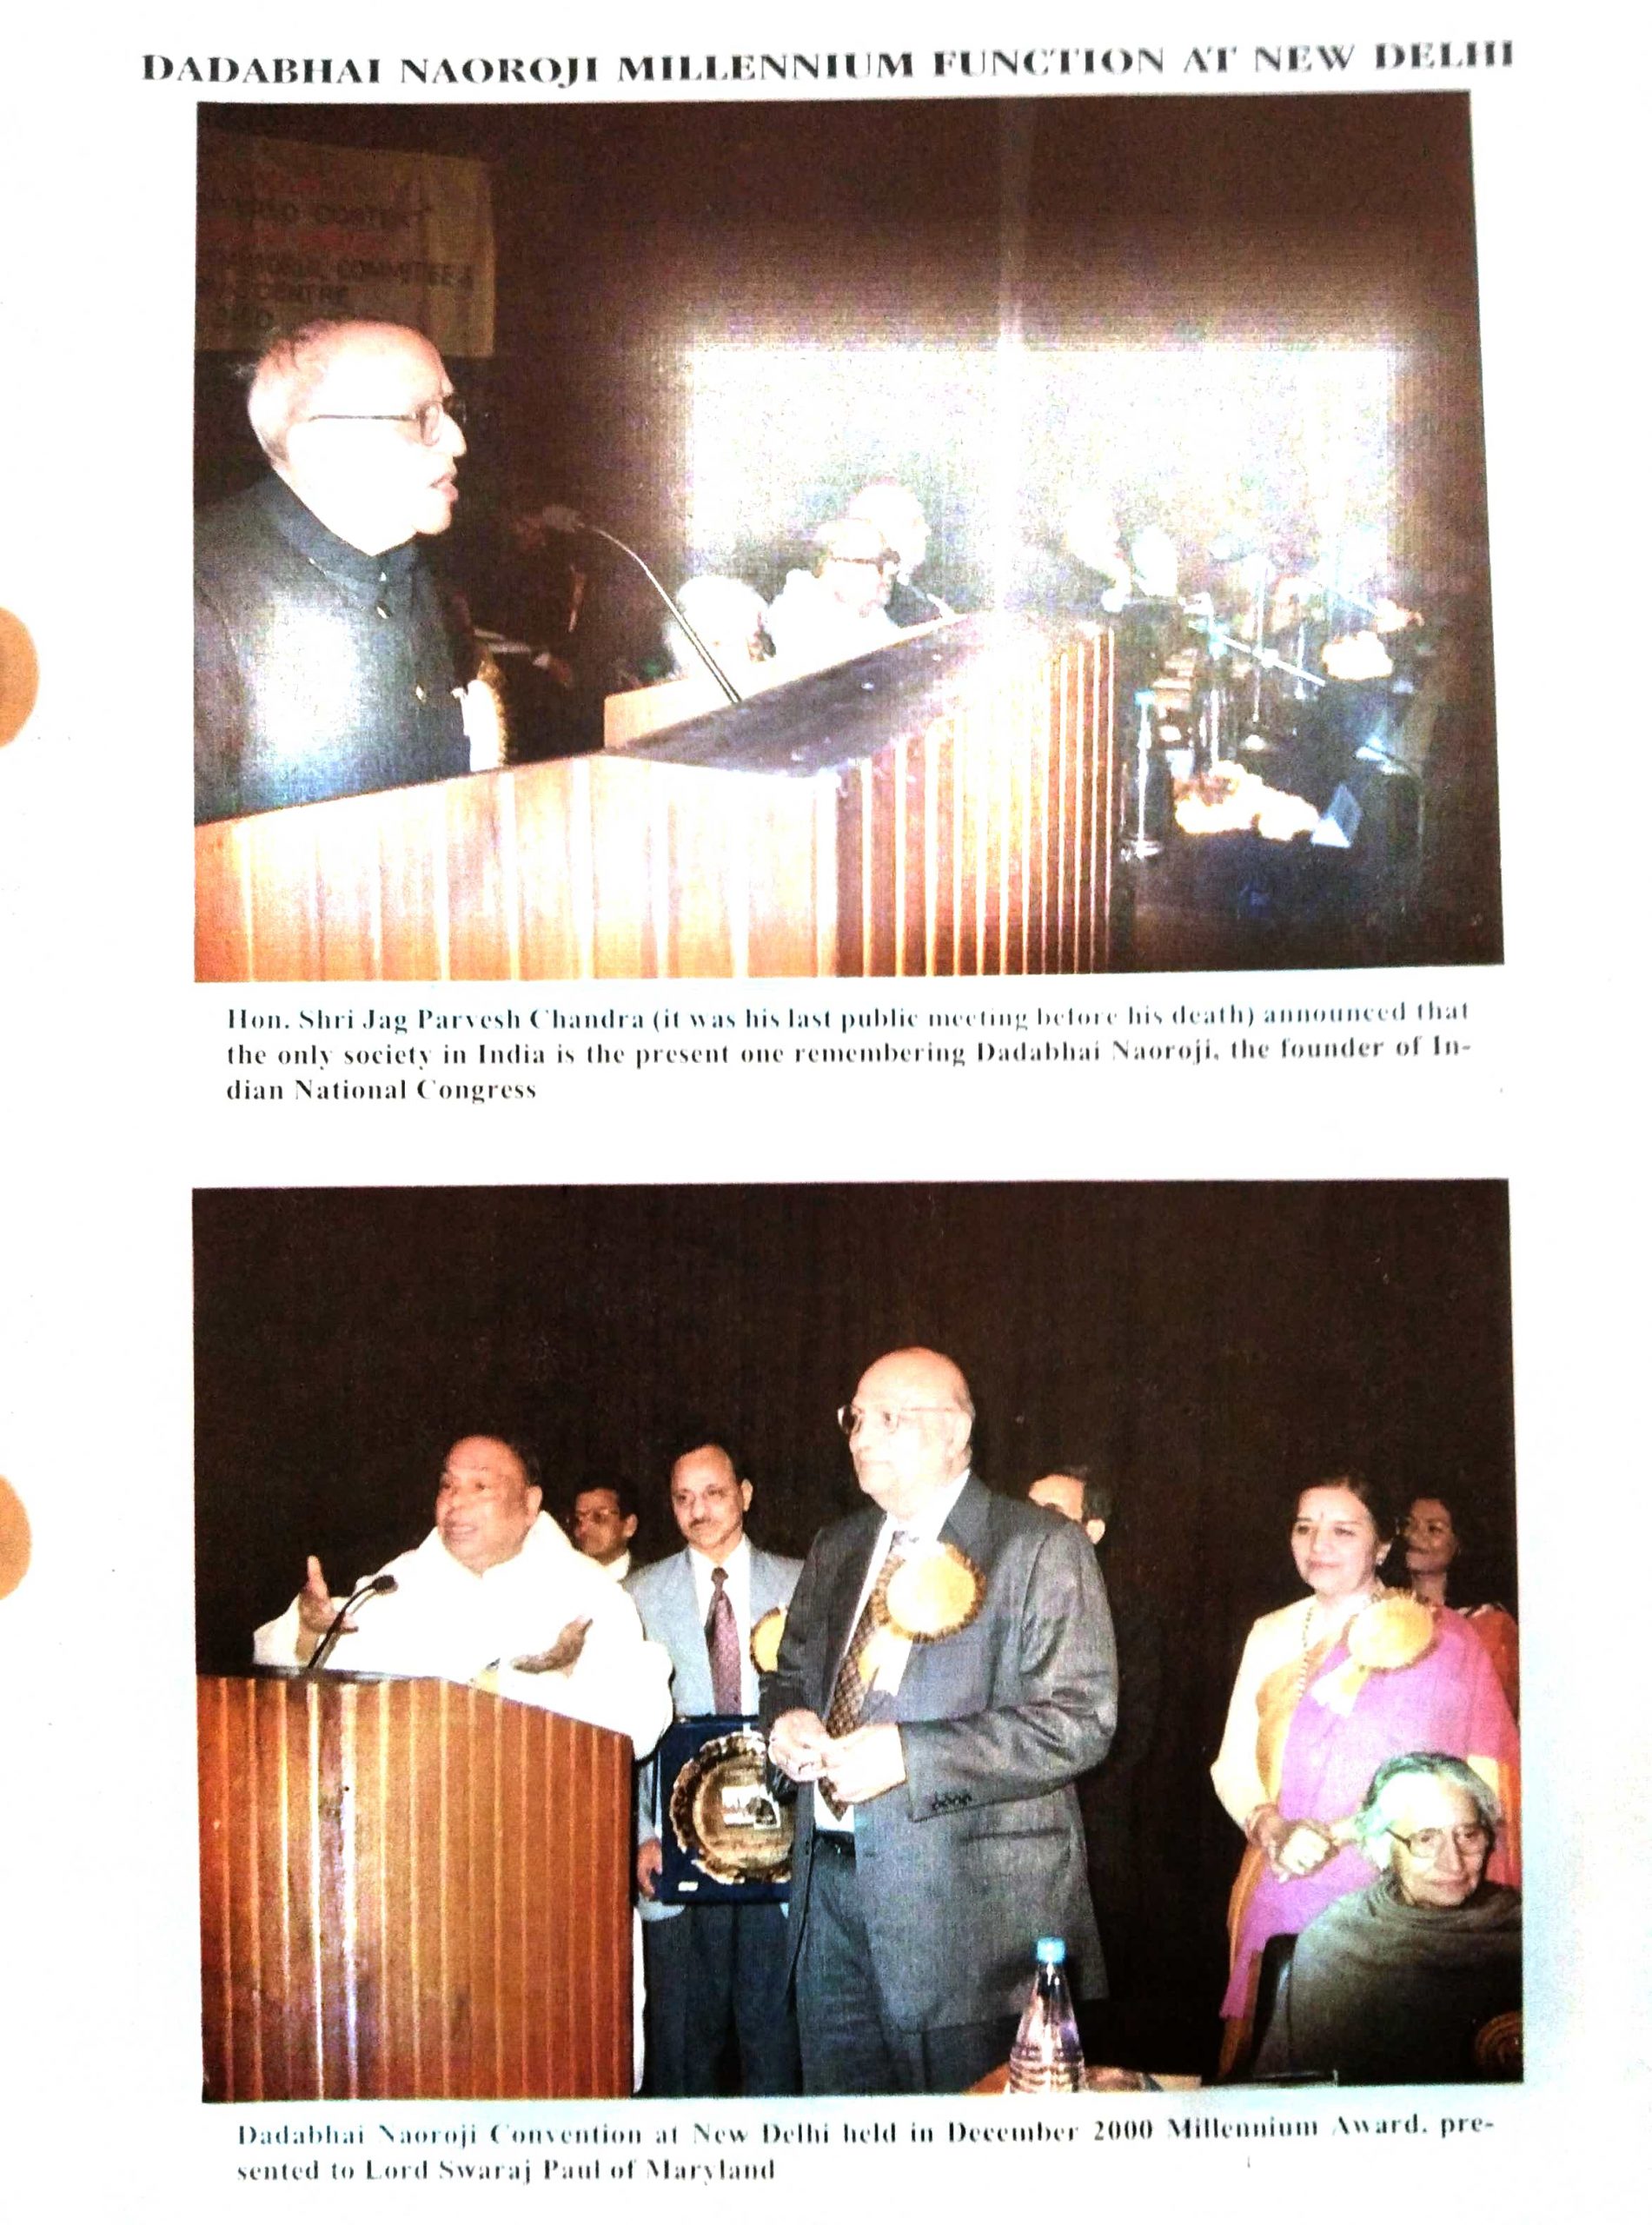 DADABHAI NAOROJI MILLENNIUM FUNCTION AT NEW DELHI
COMMITTEE &
CENTRE
Hon. Shri Jag Parvesh Chandra (it was his last public meeting before his death) announced that
the only society in India is the present one remembering Dadabhai Naoroji, the founder of In-
dian National Congress
Dadabhai Naoroji Convention at New Delhi held in December 2000 Millennium Award, pre-
sented to Lord Swaraj Paul of Maryland